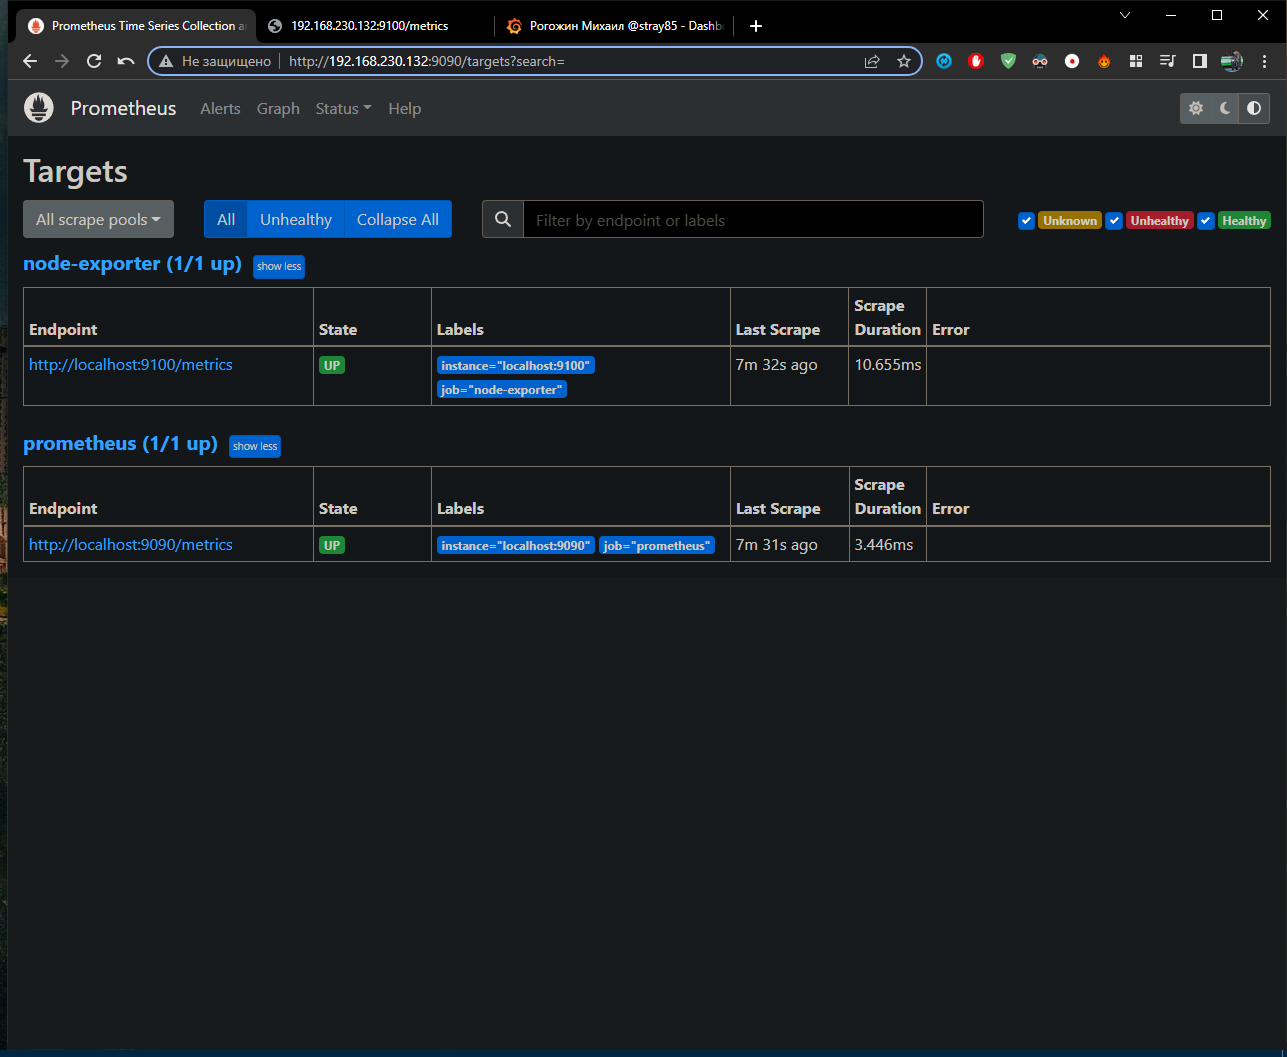 Prometheus Time Series Collection a
192.168.230.132:9100/metrics
Рогожин Михаил @stray85 - Dashb
Не защищено
http://192.168.230.132:9090/targets?search=
Prometheus Alerts Graph Status Help
Targets
All scrape pools All Unhealthy Collapse All Filter by endpoint or labels Unknown Unhealthy Healthy
node-exporter (1/1 up) show less
Endpoint State Labels Last Scrape Scrape Duration Error
http://localhost:9100/metrics UP instance="localhost:9100" 7m 32s ago 10.655ms
job="node-exporter"
prometheus (1/1 up) show less
Endpoint State Labels Last Scrape Scrape Duration Error
http://localhost:9090/metrics UP instance="localhost:9090" job="prometheus" 7m 31s ago 3.446ms